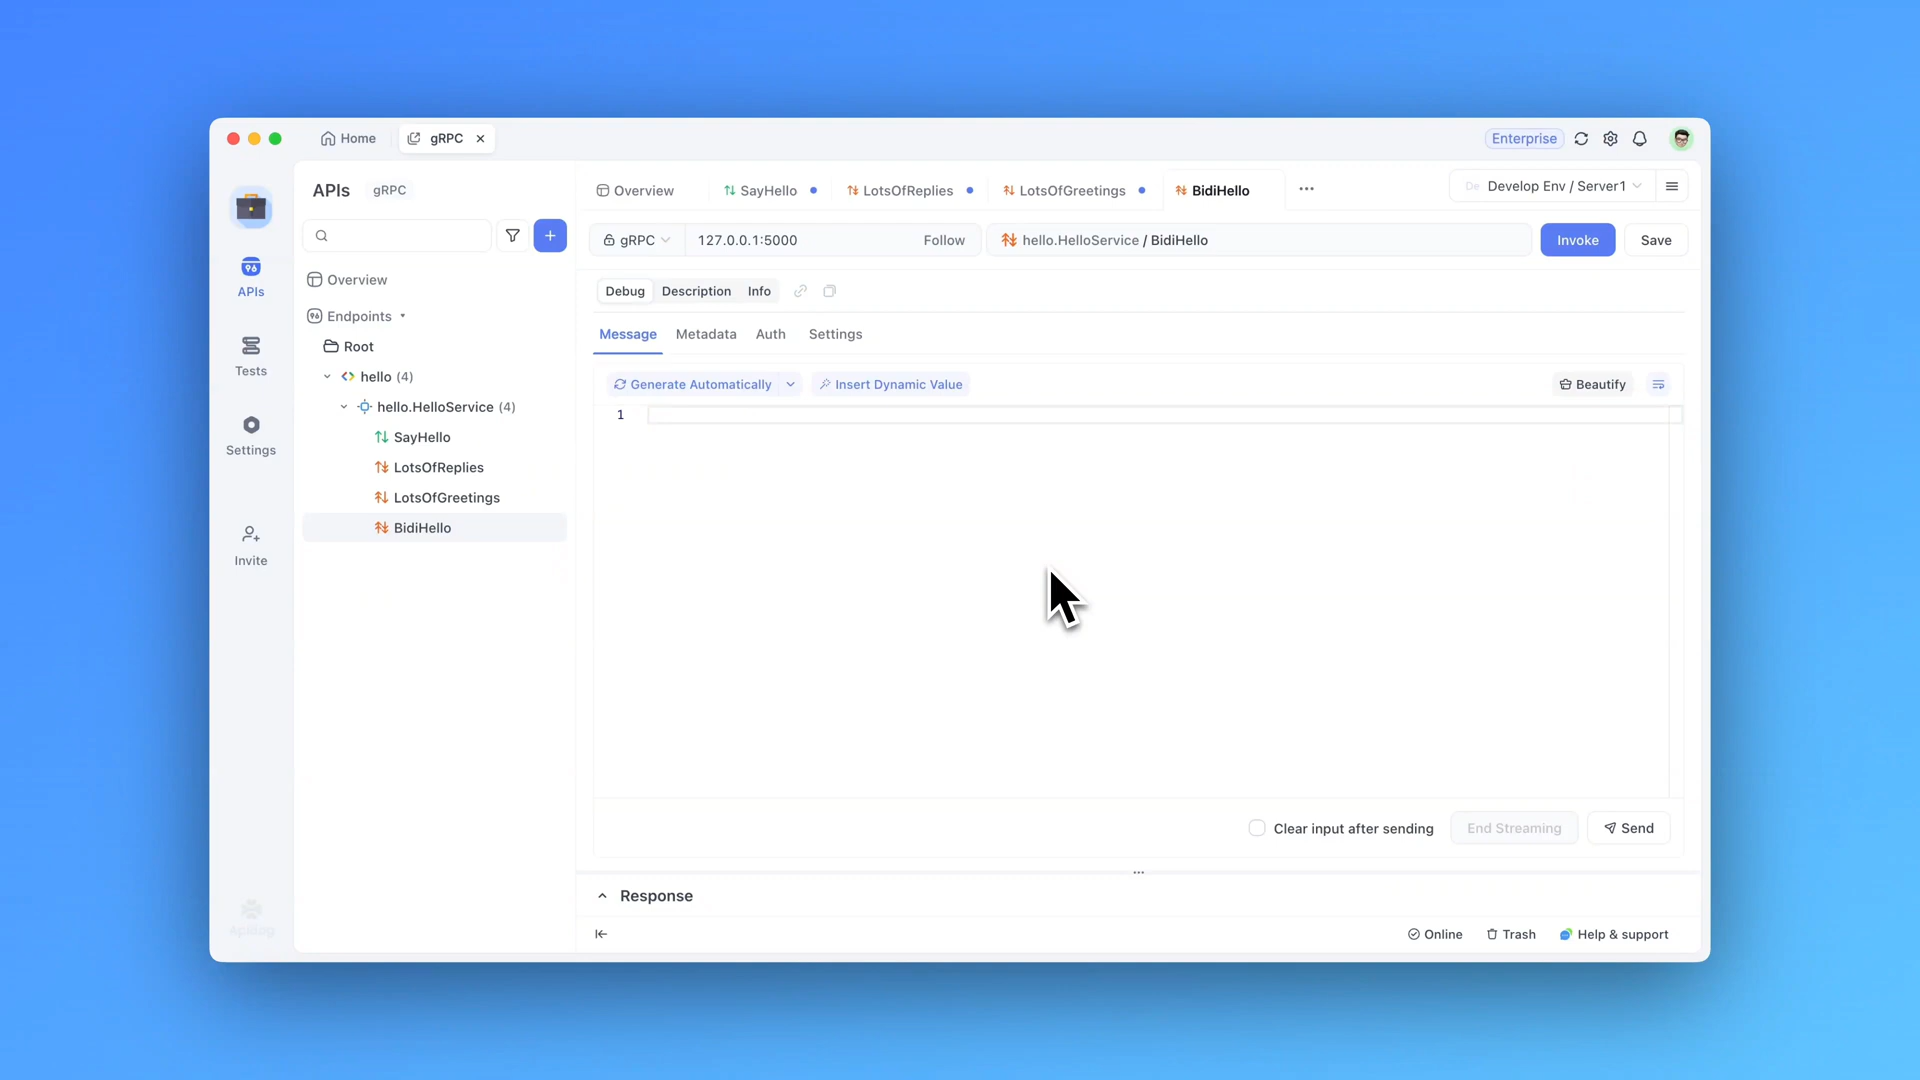 Home
gRPC
Enterprise
APIs gRPC
Overview
SayHello
LotsOfReplies
LotsOfGreetings
BidiHello
De Develop Env / Server1
gRPC
127.0.0.1:5000
Follow
hello.HelloService / BidiHello
Invoke
Save
APIs
Tests
Settings
Invite
Apidog
Overview
Endpoints
Root
hello (4)
hello.HelloService (4)
SayHello
LotsOfReplies
LotsOfGreetings
BidiHello
Debug Description Info
Message Metadata Auth Settings
Generate Automatically
Insert Dynamic Value
Beautify
1
Clear input after sending
End Streaming
Send
Response
Online
Trash
Help & support